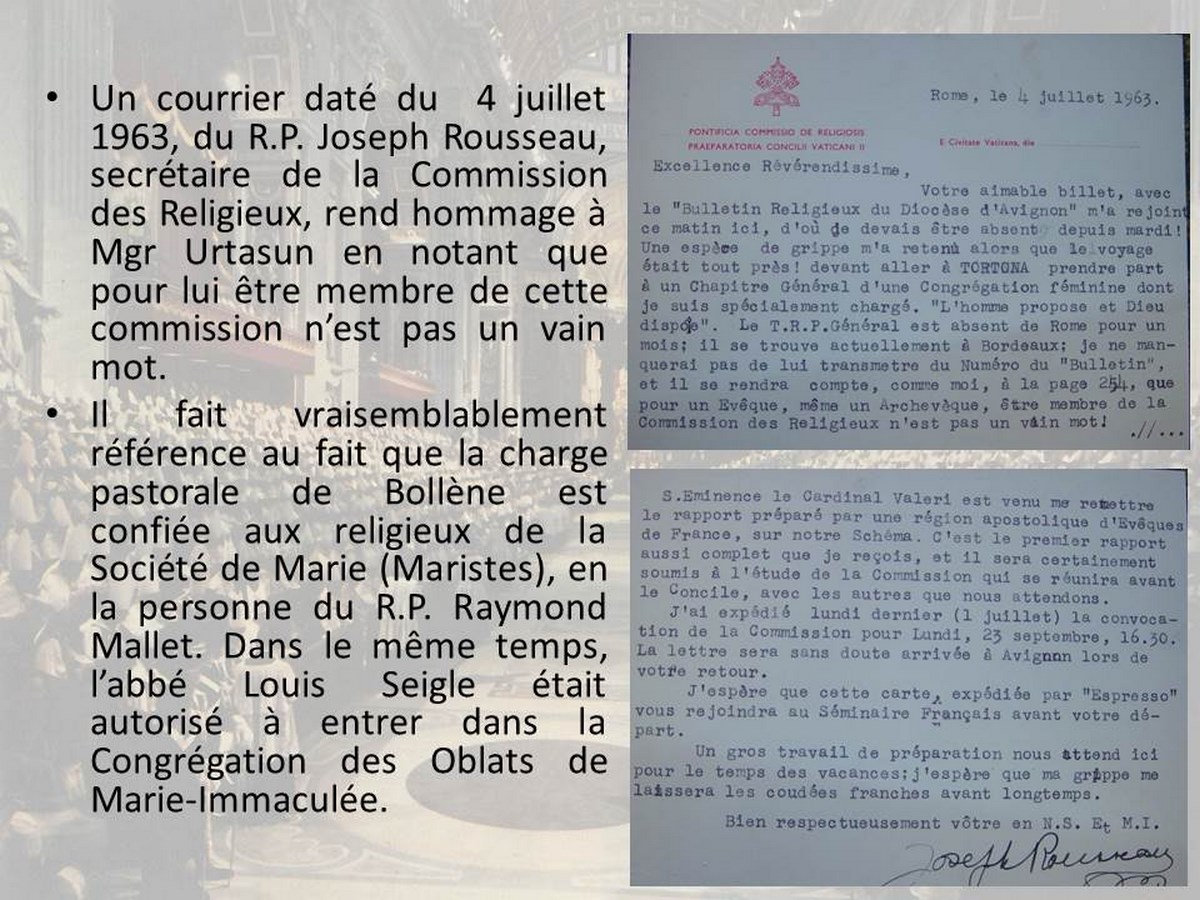 • Un courrier daté du 4 juillet
1963, du R.P. Joseph Rousseau,
secrétaire de la Commission
des Religieux, rend hommage à
Mgr Urtasun en notant que
pour lui être membre de cette
commission n’est pas un vain
mot.
• Il fait vraisemblablement
référence au fait que la charge
pastorale de Bollène est
confiée aux religieux de la
Société de Marie (Maristes), en
la personne du R.P. Raymond
Mallet. Dans le même temps,
l’abbé Louis Seigle était
autorisé à entrer dans la
Congrégation des Oblats de
Marie-Immaculée.
Rome, le 4 juillet 1963.
PONTIFICIA COMMISSIO DE RELIGIOSIS
PRAEPARATORIA CONCILII VATICANI II
E Civitate Vaticana, die
Excellence Révérendissime,
Votre aimable billet, avec
le "Bulletin Religieux du Diocèse d'Avignon" m'a rejoint
ce matin ici, d'où je devais être absent depuis mardi!
Une espèce de grippe m'a retenu alors que le voyage
était tout près! devant aller à TORTONA prendre part
à un Chapitre Général d'une Congrégation féminine dont
je suis spécialement chargé. "L'homme propose et Dieu
dispose". Le T.R.P.Général est absent de Rome pour un
mois; il se trouve actuellement à Bordeaux; je ne man-
querai pas de lui transmetre du Numéro du "Bulletin",
et il se rendra compte, comme moi, à la page 254, que
pour un Evêque, même un Archevèque, être membre de la
Commission des Religieux n'est pas un vain mot!
.//...
S.Eminence le Cardinal Valeri est venu me remettre
le rapport préparé par une région apostolique d'Evêques
de France, sur notre Schéma. C'est le premier rapport
aussi complet que je reçois, et il sera certainement
soumis à l'étude de la Commission qui se réunira avant
le Concile, avec les autres que nous attendons.
J'ai expédié lundi dernier (1 juillet) la convoca-
tion de la Commission pour Lundi, 23 septembre, 16.30.
La lettre sera sans doute arrivée à Avignon lors de
votre retour.
J'espère que cette carte, expédiée par "Espresso"
vous rejoindra au Séminaire Français avant votre dé-
part.
Un gros travail de préparation nous attend ici
pour le temps des vacances;j'espère que ma grippe me
laissera les coudées franches avant longtemps.
Bien respectueusement vôtre en N.S. Et M.I.
Joseph Rousseau